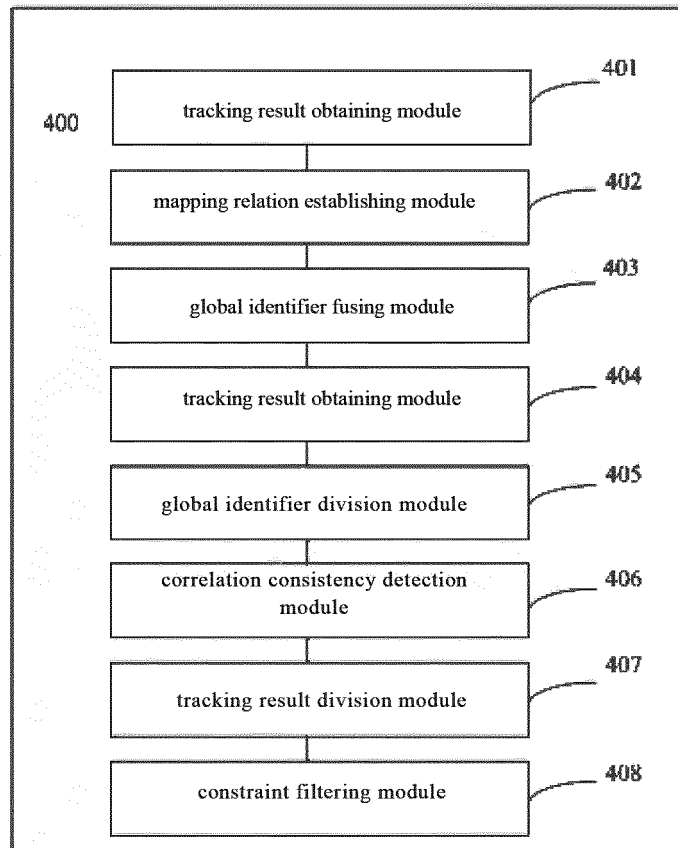 401
400
tracking result obtaining module
402
mapping relation establishing module
403
global identifier fusing module
404
tracking result obtaining module
405
global identifier division module
406
correlation consistency detection
module
407
tracking result division module
408
constraint filtering module